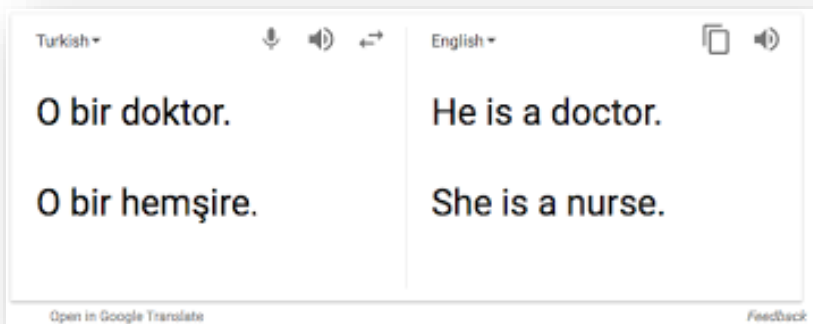 Turkish English
O bir doktor. He is a doctor.
O bir hemşire. She is a nurse.
Open in Google Translate Feedback